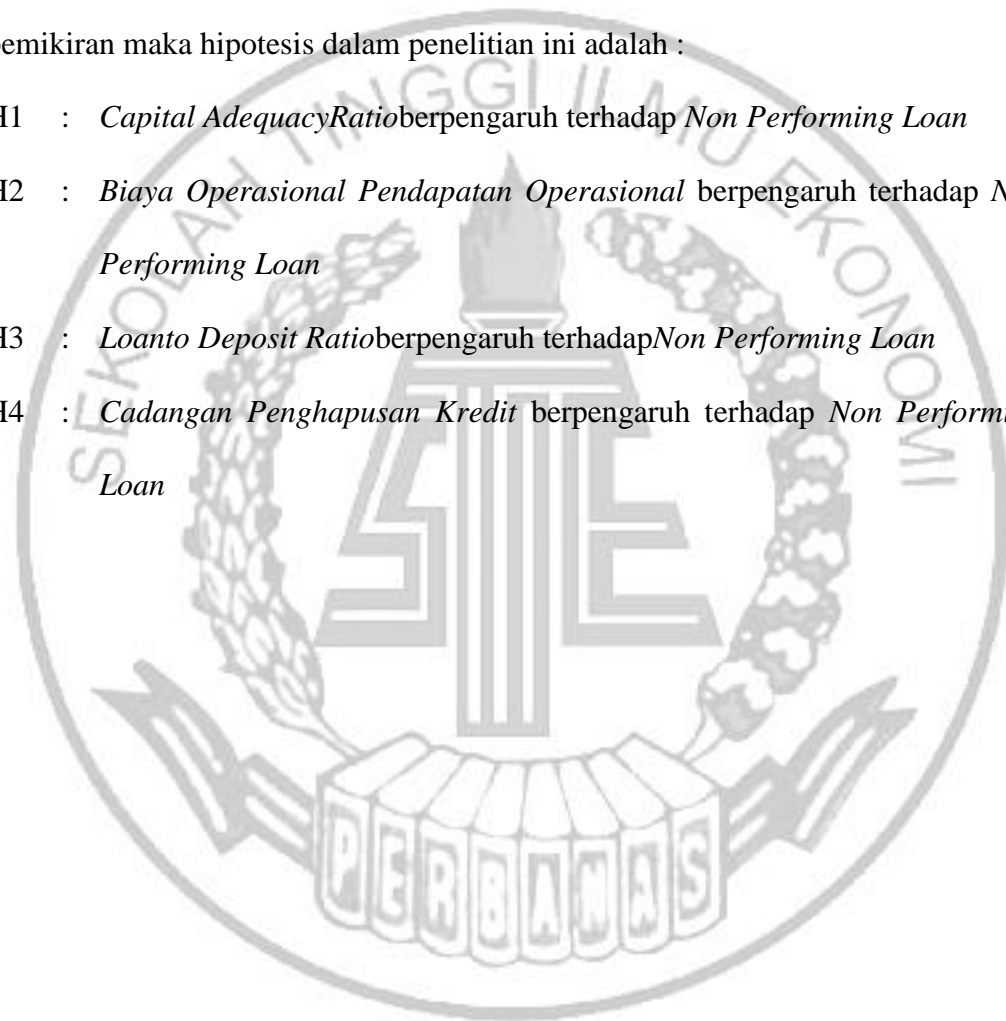 pemikiran maka hipotesis dalam penelitian ini adalah :
H1 : Capital AdequacyRatioberpengaruh terhadap Non Performing Loan
H2 : Biaya Operasional Pendapatan Operasional berpengaruh terhadap
Performing Loan
H3 : Loanto Deposit Ratioberpengaruh terhadapNon Performing Loan
H4 : Cadangan Penghapusan Kredit berpengaruh terhadap Non
Loan
SEKOLAH TINGGI ILMU EKONOMI
STIE
PERBANAS